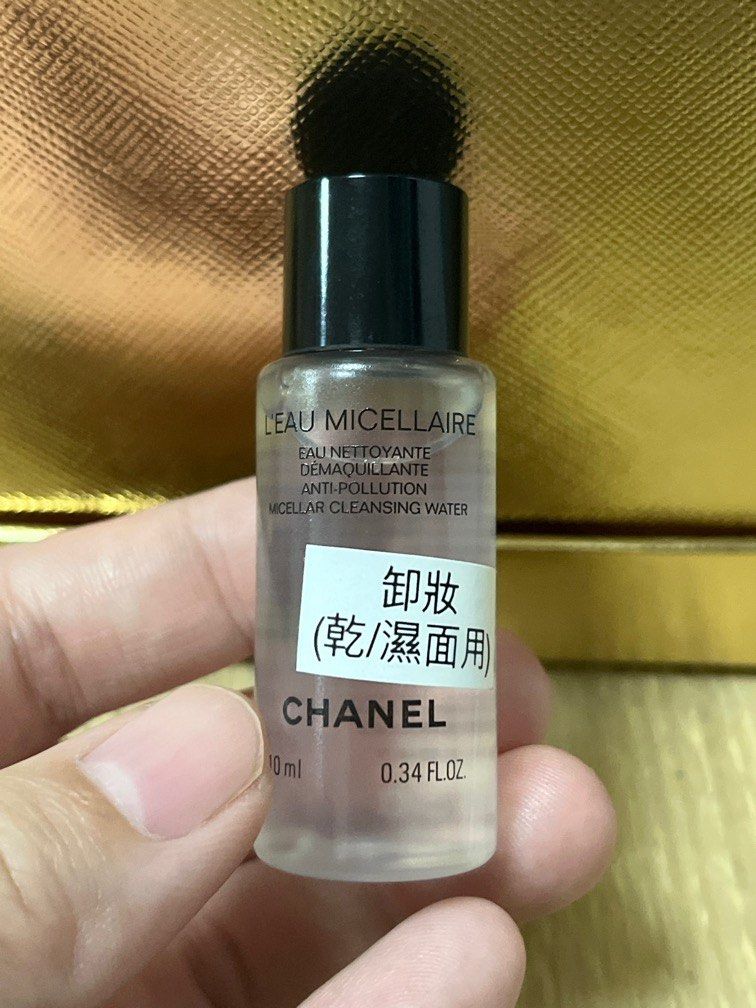 L'EAU MICELLAIRE
EAU NETTOYANTE
DÉMAQUILLANTE
ANTI-POLLUTION
MICELLAR CLEANSING WATER
卸妝
(乾/濕面用)
CHANEL
10 ml 0.34 FL.OZ.